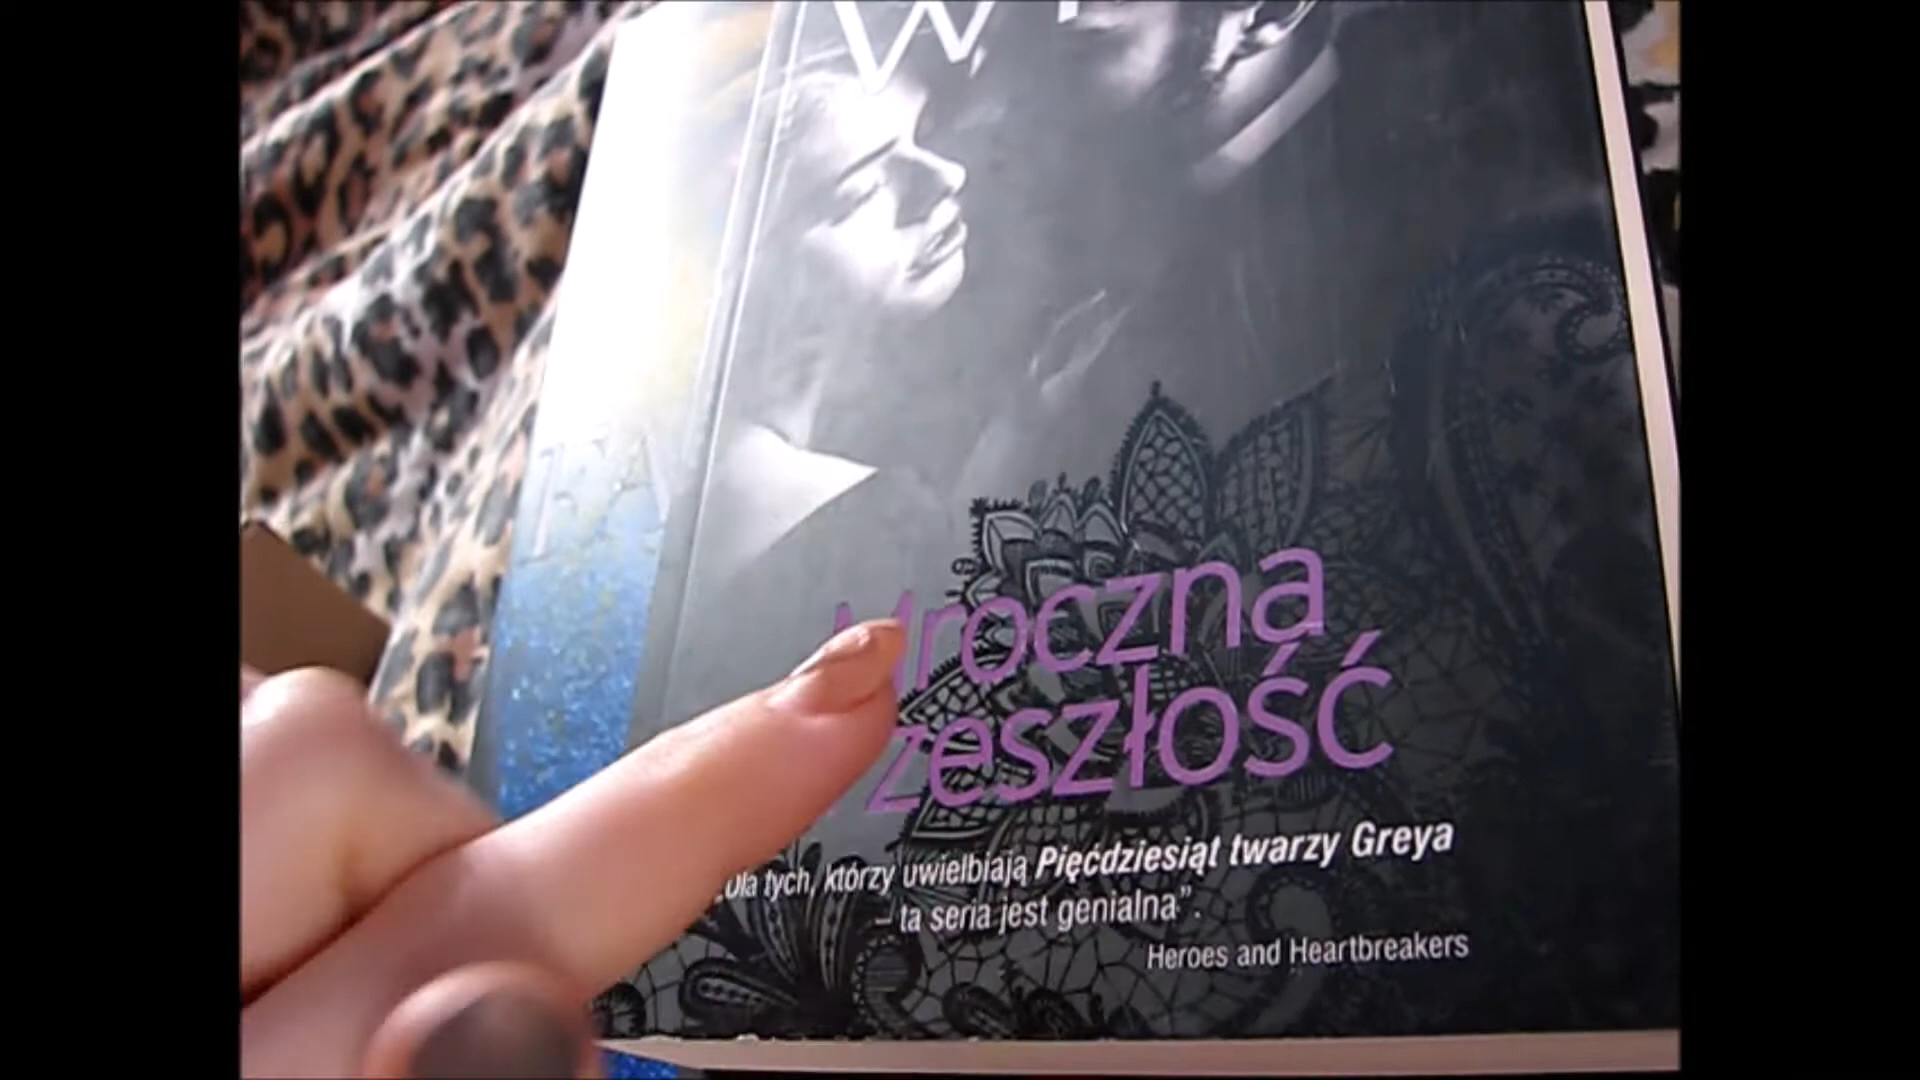 Mroczna
zeszłość
„Dla tych, którzy uwielbiają Pięćdziesiąt twarzy Greya
– ta seria jest genialna”.
Heroes and Heartbreakers